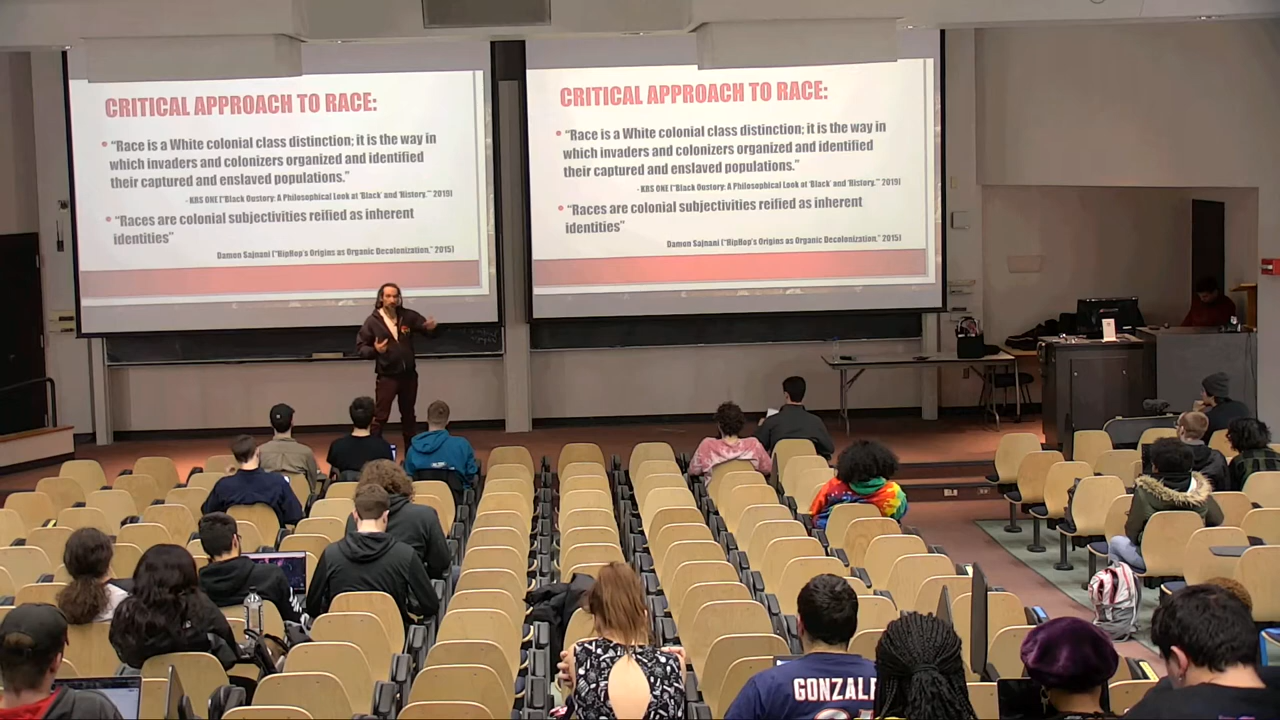 CRITICAL APPROACH TO RACE:
"Race is a White colonial class distinction; it is the way in
which invaders and colonizers organized and identified
their captured and enslaved populations."
- KRS ONE ("Black Oustory: A Philosophical Look at 'Black' and 'History,'" 2019)
"Races are colonial subjectivities reified as inherent
identities"
Damon Sajnani ("HipHop's Origins as Organic Decolonization," 2015)
CRITICAL APPROACH TO RACE:
"Race is a White colonial class distinction; it is the way in
which invaders and colonizers organized and identified
their captured and enslaved populations."
- KRS ONE ("Black Oustory: A Philosophical Look at 'Black' and 'History,'" 2019)
"Races are colonial subjectivities reified as inherent
identities"
Damon Sajnani ("HipHop's Origins as Organic Decolonization," 2015)
GONZALE